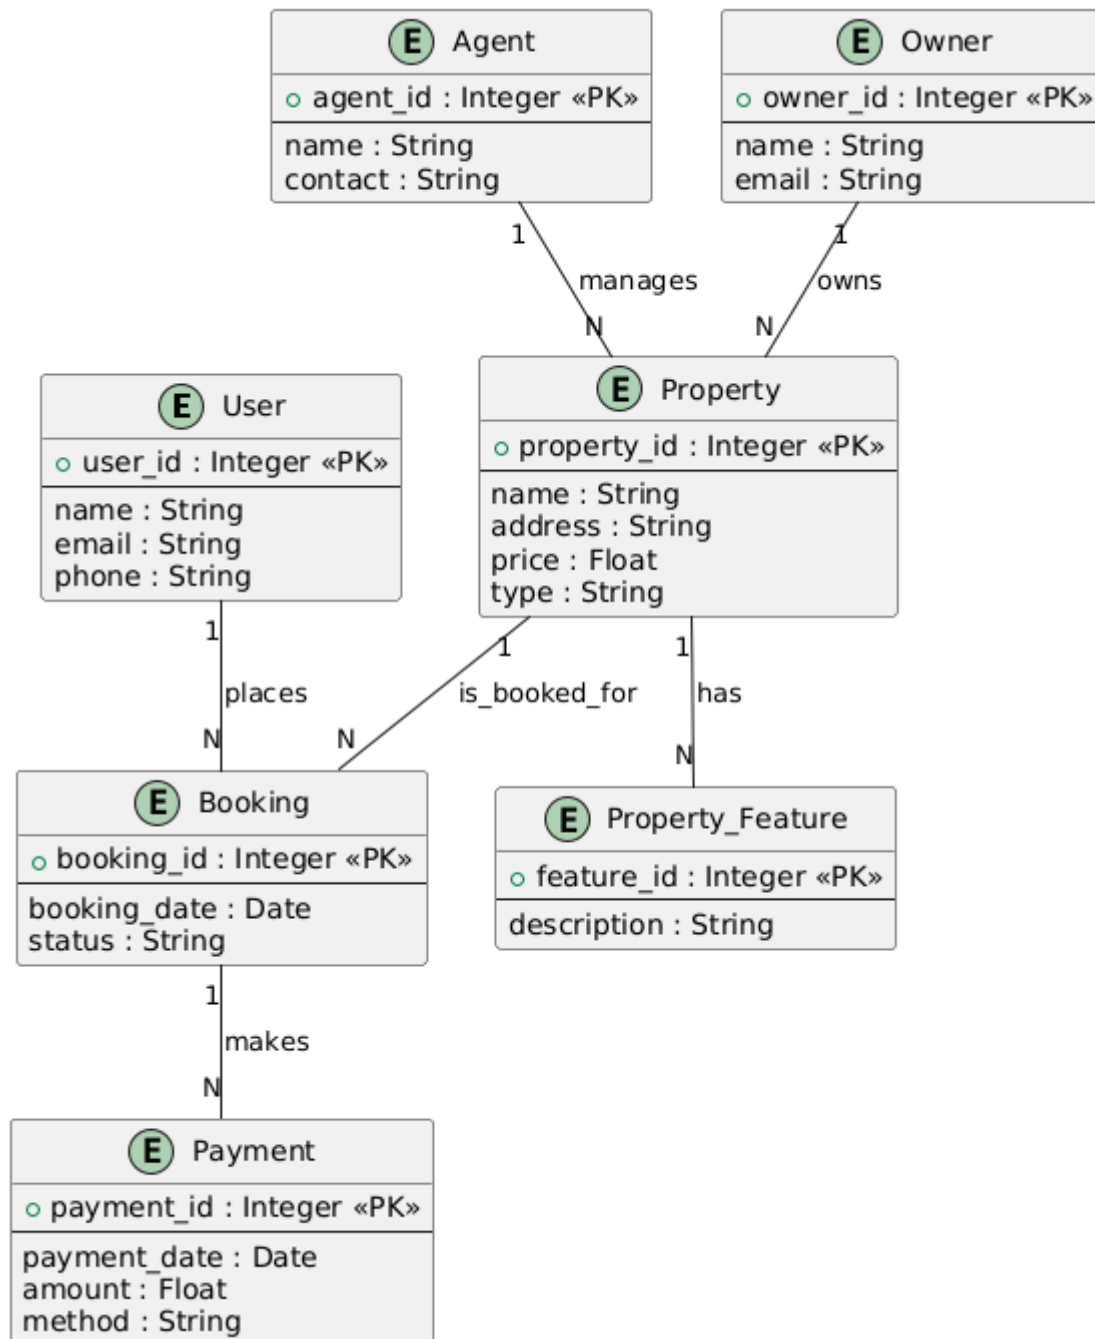 E Agent
agent_id : Integer «PK»
name : String
contact : String
E Owner
owner_id : Integer «PK»
name : String
email : String
1
manages
N
1
owns
N
E User
user_id : Integer «PK»
name : String
email : String
phone : String
E Property
property_id : Integer «PK»
name : String
address : String
price : Float
type : String
1
places
N
1
is_booked_for
N
1
has
N
E Booking
booking_id : Integer «PK»
booking_date : Date
status : String
E Property_Feature
feature_id : Integer «PK»
description : String
1
makes
N
E Payment
payment_id : Integer «PK»
payment_date : Date
amount : Float
method : String